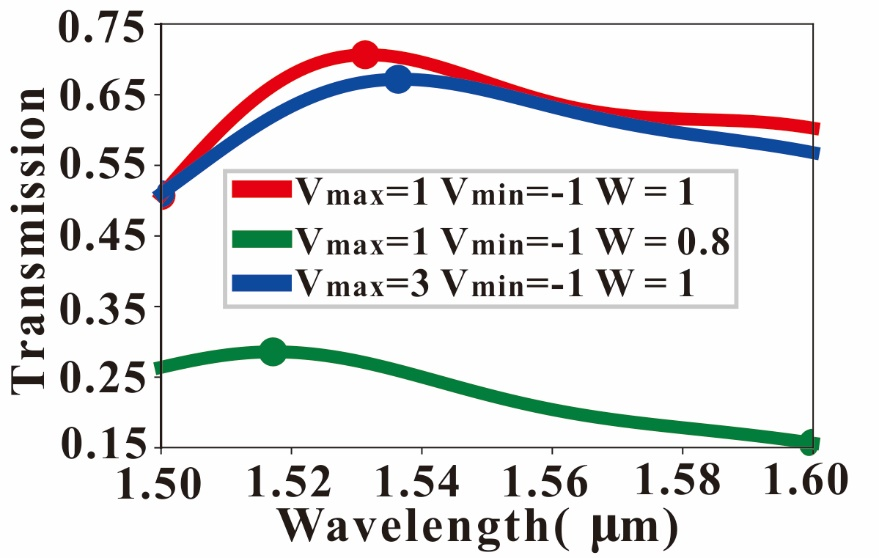 0.75
0.65
0.55
0.45
0.35
0.25
0.15
Transmission
Vmax=1 Vmin=-1 W = 1
Vmax=1 Vmin=-1 W = 0.8
Vmax=3 Vmin=-1 W = 1
1.50 1.52 1.54 1.56 1.58 1.60
Wavelength( μm)